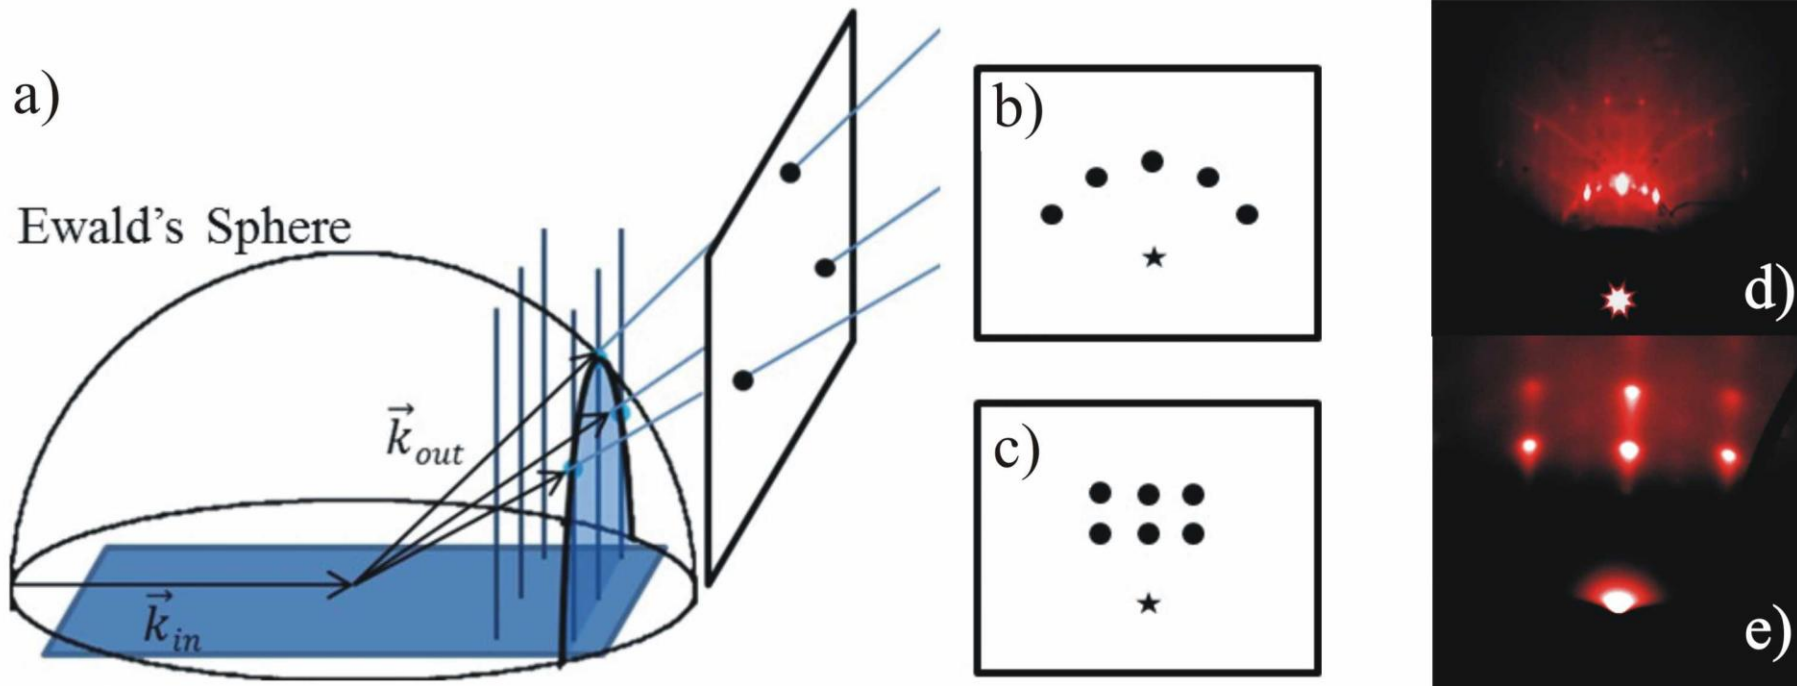 a)
Ewald's Sphere
k⃗ out
k⃗ in
b)
c)
d)
e)